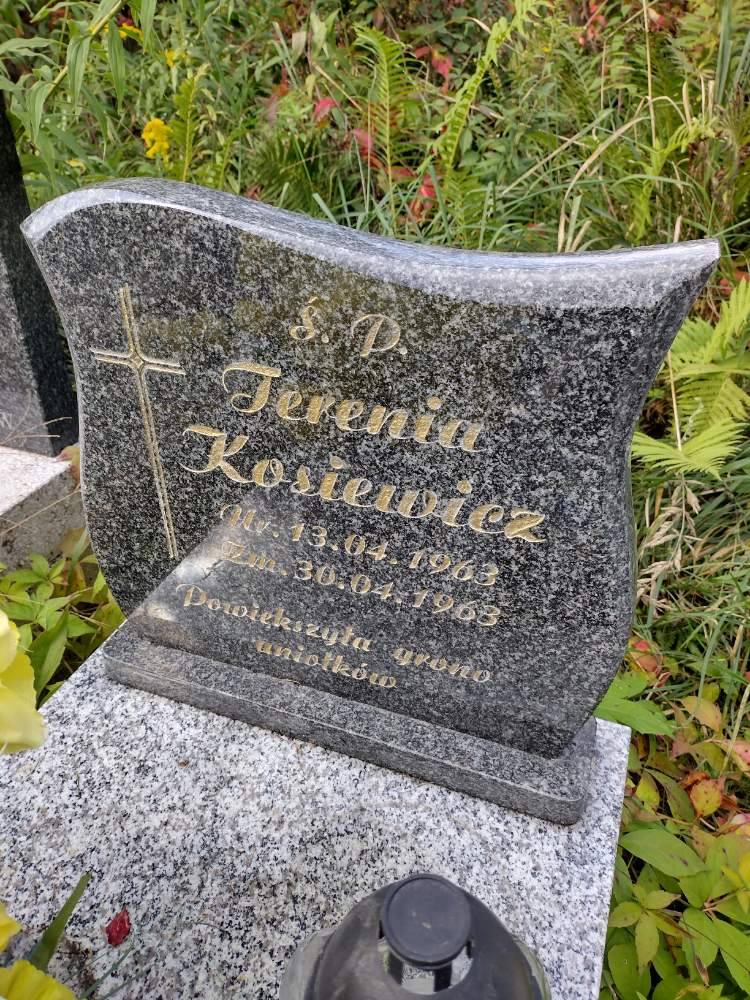 Ś. P.
Terenia
Kosiewicz
Ur. 13.04.1963
Zm. 30.04.1963
Powiększyła grono
aniołków